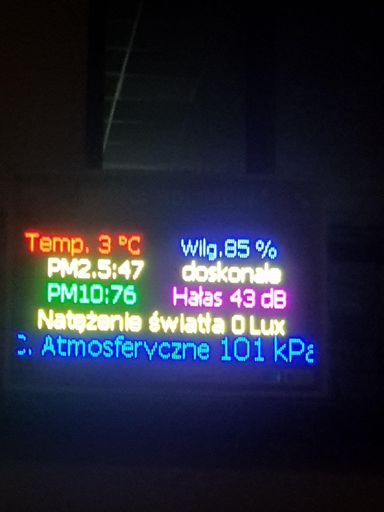 Temp. 3 °C Wilg.85 %
PM2.5:47 doskonałe
PM10:76 Hałas 43 dB
Natężenie światła 0 Lux
C. Atmosferyczne 101 kPa